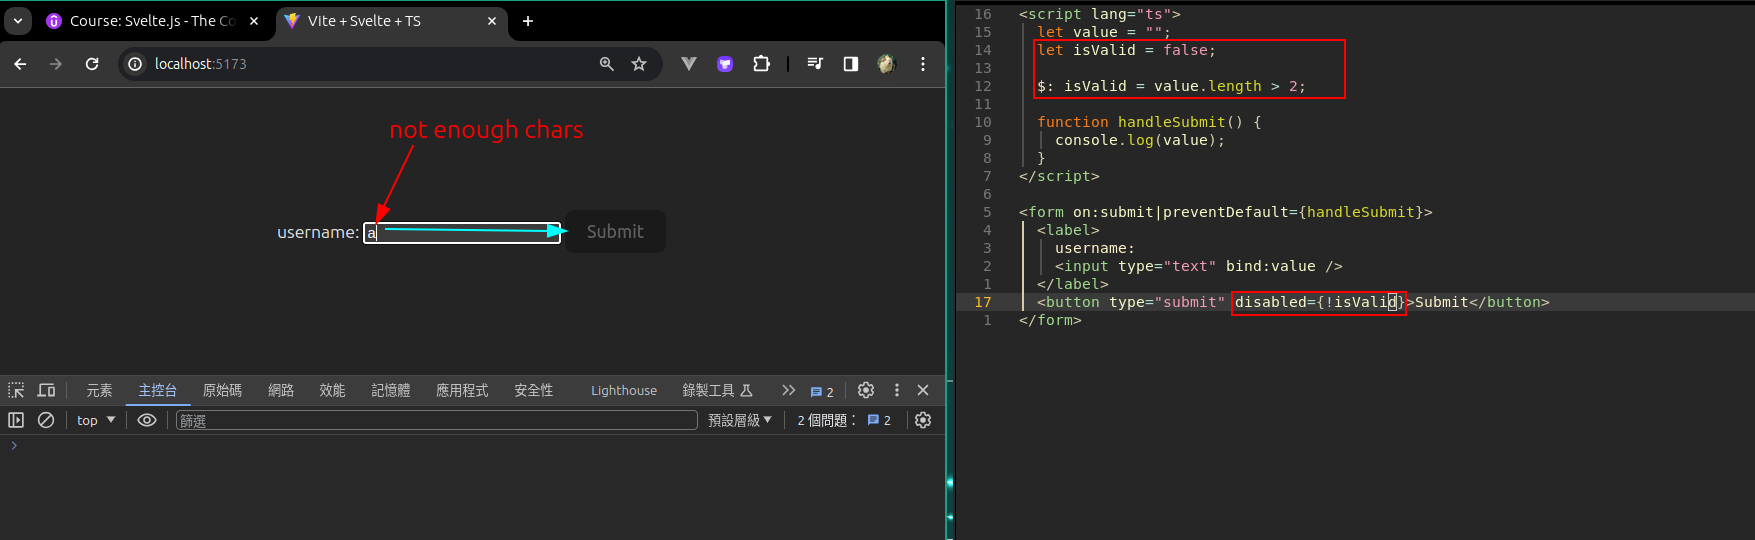 Course: Svelte.js - The Co
Vite + Svelte + TS
localhost:5173
not enough chars
username: a
Submit
元素 主控台 原始碼 網路 效能 記憶體 應用程式 安全性 Lighthouse 錄製工具 2
top 篩選 預設層級 2 個問題： 2
16 <script lang="ts">
15 let value = "";
14 let isValid = false;
13
12 $: isValid = value.length > 2;
11
10 function handleSubmit() {
9 console.log(value);
8 }
7 </script>
6
5 <form on:submit|preventDefault={handleSubmit}>
4 <label>
3 username:
2 <input type="text" bind:value />
1 </label>
17 <button type="submit" disabled={!isValid}>Submit</button>
1 </form>